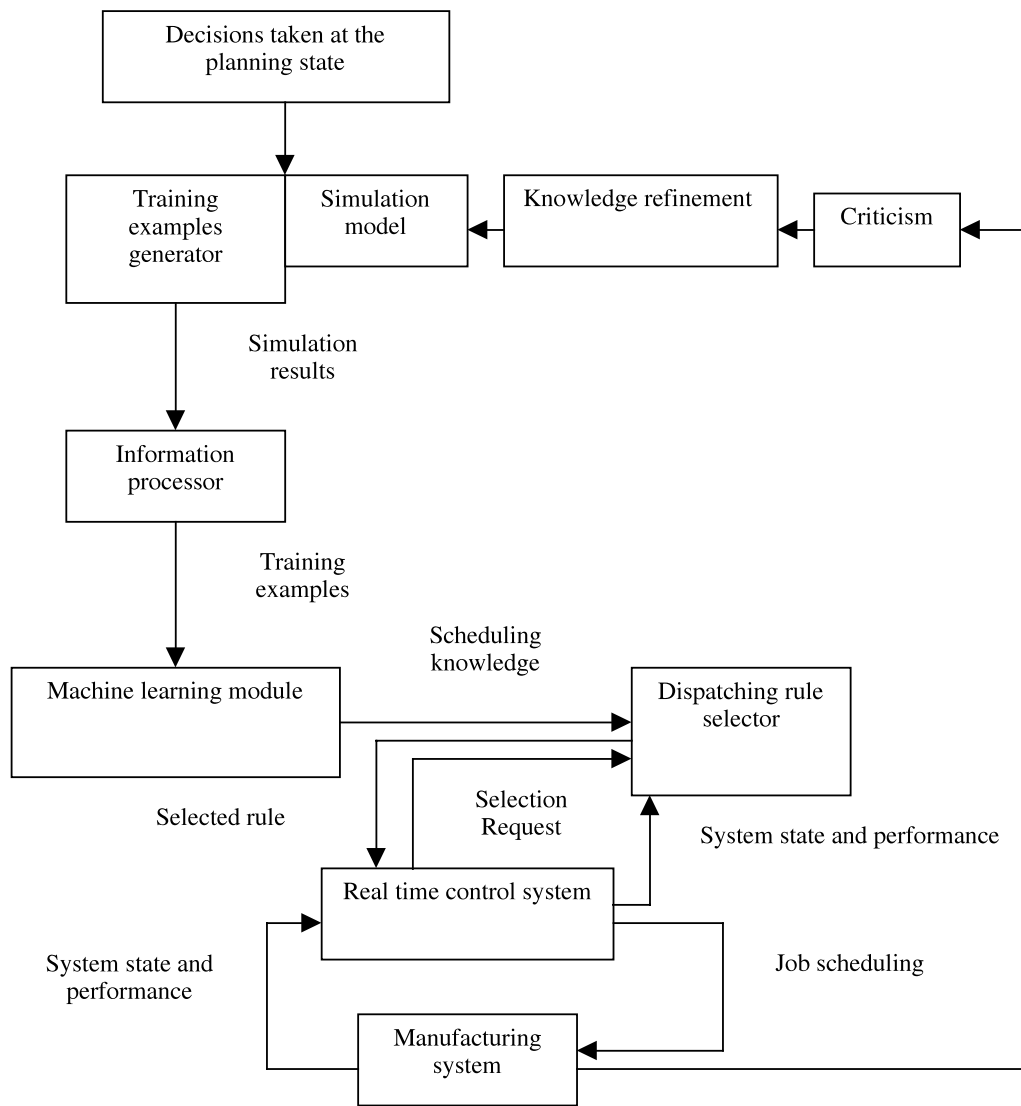 Decisions taken at the
planning state
Training
examples
generator
Simulation
model
Knowledge refinement
Criticism
Simulation
results
Information
processor
Training
examples
Scheduling
knowledge
Machine learning module
Dispatching rule
selector
Selected rule
Selection
Request
System state and performance
Real time control system
System state and
performance
Job scheduling
Manufacturing
system